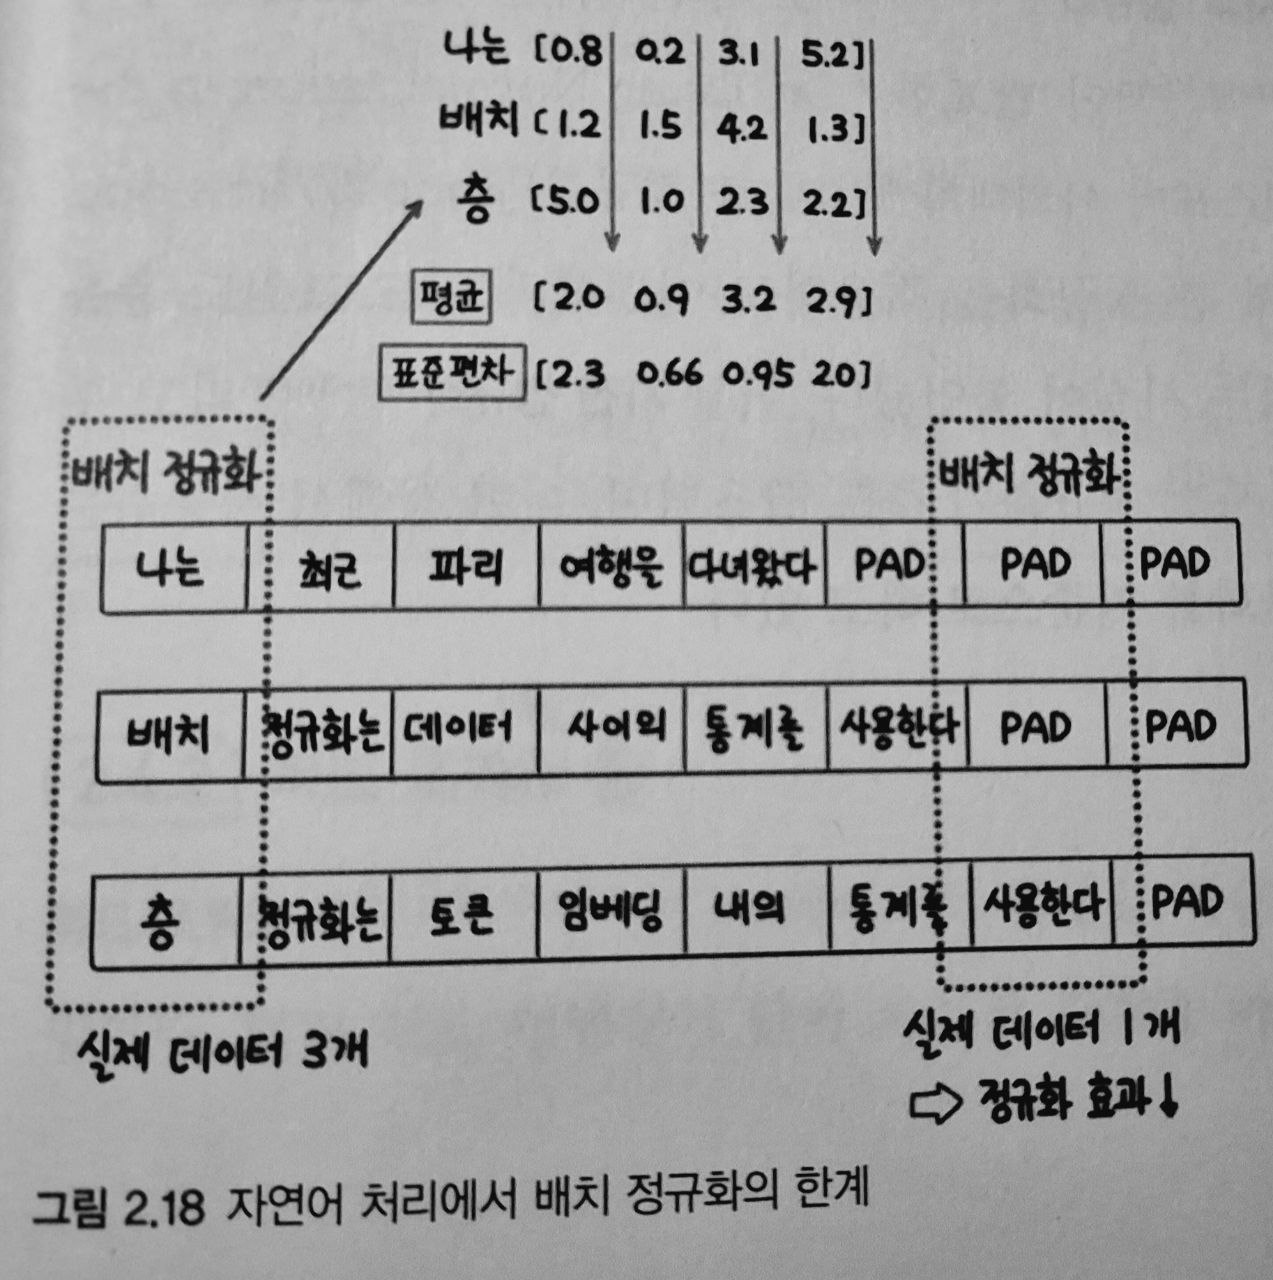 나는 [0.8 0.2 3.1 5.2]
배치 [1.2 1.5 4.2 1.3]
층 [5.0 1.0 2.3 2.2]
평균 [2.0 0.9 3.2 2.9]
표준편차 [2.3 0.66 0.95 2.0]
배치 정규화
배치 정규화
나는 최근 파리 여행을 다녀왔다 PAD PAD PAD
배치 정규화는 데이터 사이의 통계를 사용한다 PAD PAD
층 정규화는 토큰 임베딩 내의 통계를 사용한다 PAD
실제 데이터 3개
실제 데이터 1개
⇨ 정규화 효과↓
그림 2.18 자연어 처리에서 배치 정규화의 한계